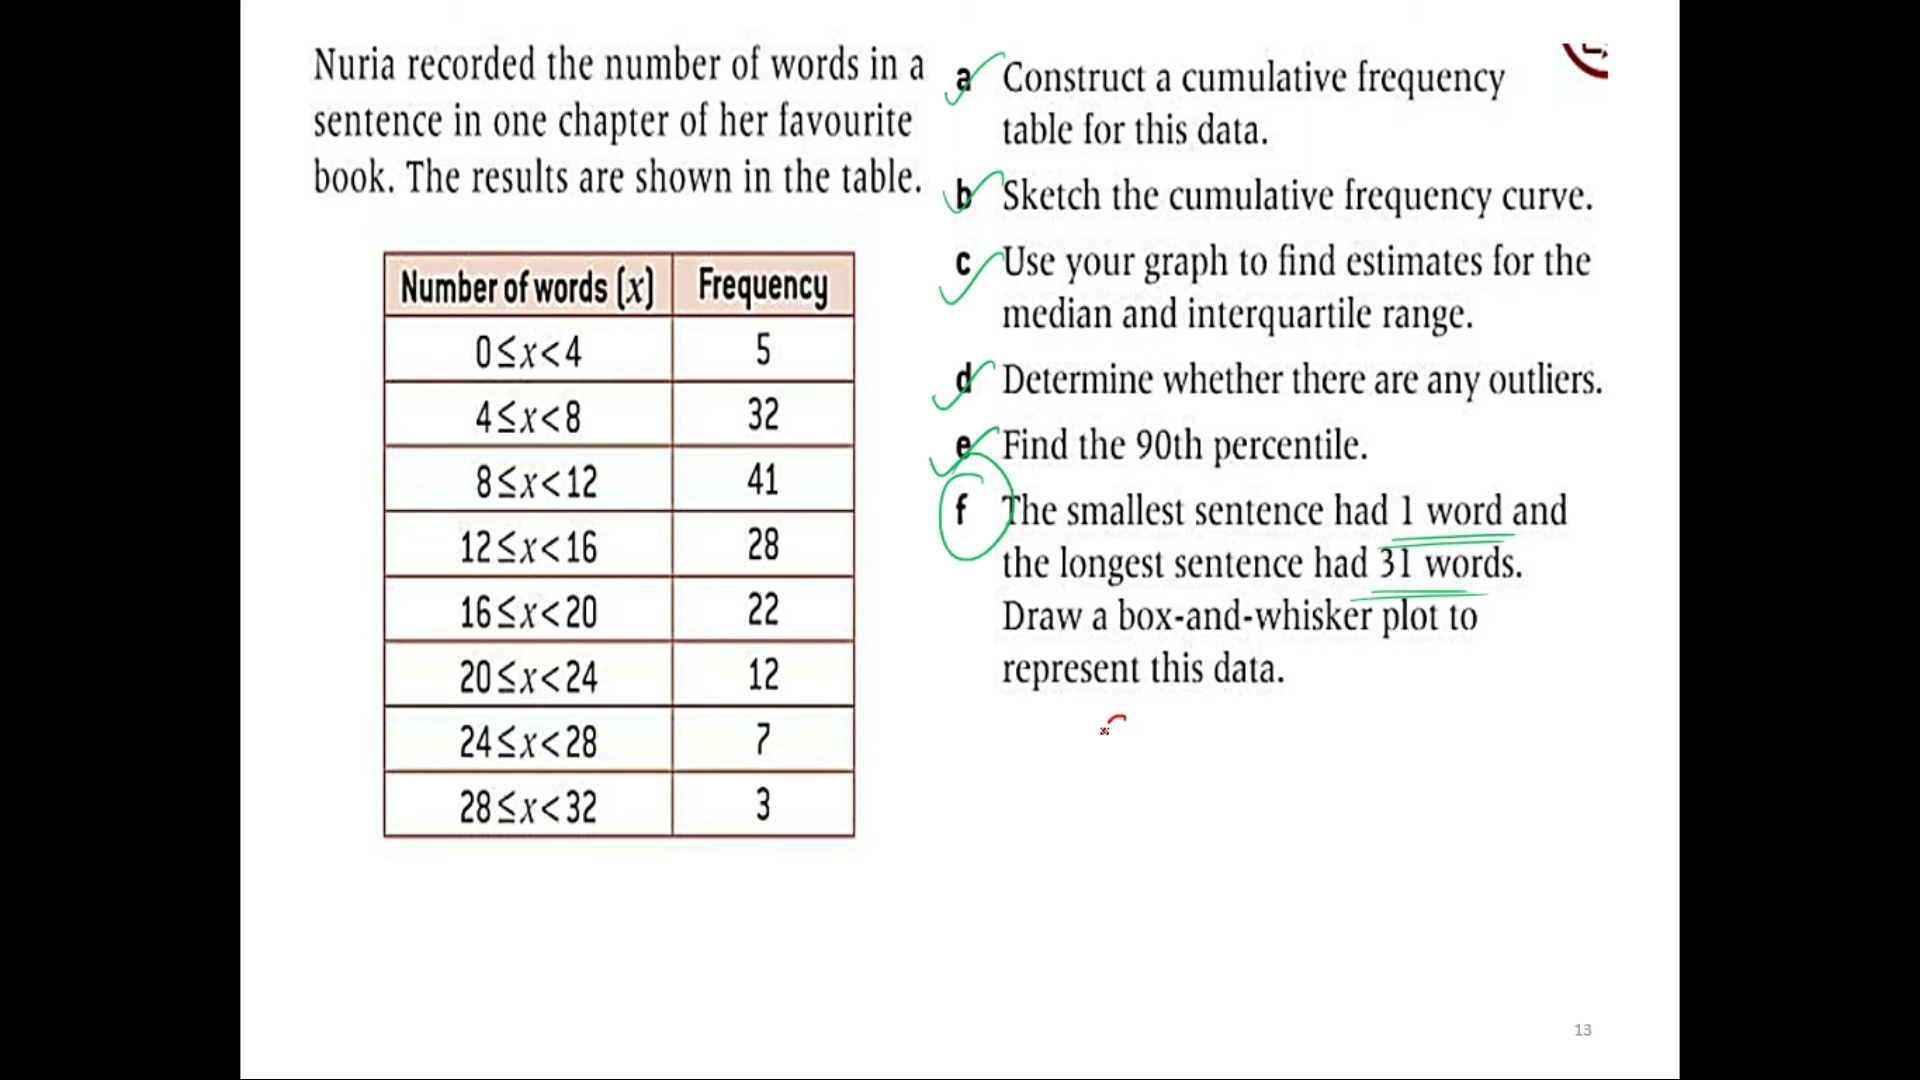 Nuria recorded the number of words in a
sentence in one chapter of her favourite
book. The results are shown in the table.
Number of words (x) Frequency
0≤x<4 5
4≤x<8 32
8≤x<12 41
12≤x<16 28
16≤x<20 22
20≤x<24 12
24≤x<28 7
28≤x<32 3
a Construct a cumulative frequency
table for this data.
b Sketch the cumulative frequency curve.
c Use your graph to find estimates for the
median and interquartile range.
d Determine whether there are any outliers.
e Find the 90th percentile.
f The smallest sentence had 1 word and
the longest sentence had 31 words.
Draw a box-and-whisker plot to
represent this data.
13